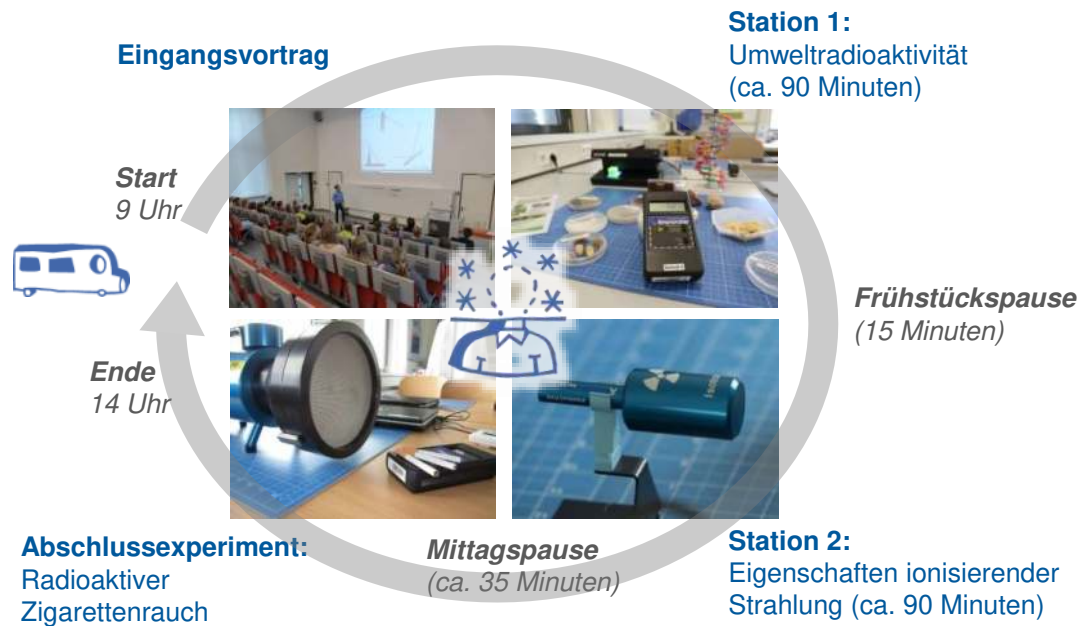 Eingangsvortrag
Station 1:
Umweltradioaktivität
(ca. 90 Minuten)
Start
9 Uhr
Frühstückspause
(15 Minuten)
Ende
14 Uhr
Abschlussexperiment:
Radioaktiver
Zigarettenrauch
Mittagspause
(ca. 35 Minuten)
Station 2:
Eigenschaften ionisierender
Strahlung (ca. 90 Minuten)